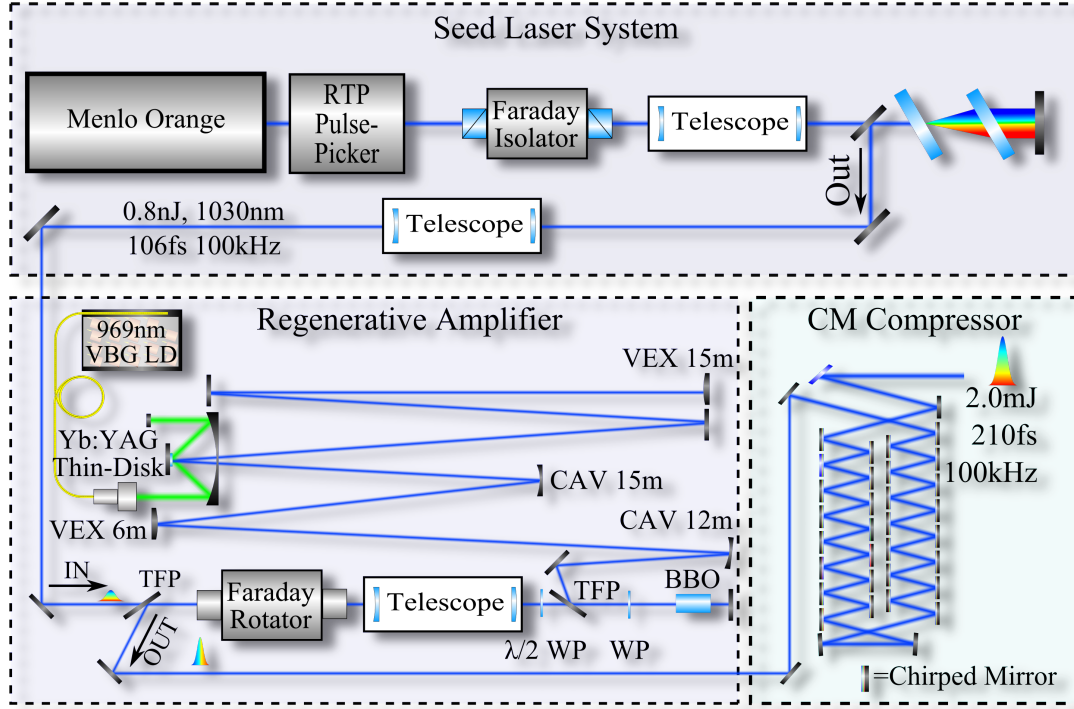 Seed Laser System
Menlo Orange
RTP
Pulse-
Picker
Faraday
Isolator
Telescope
Out
0.8nJ, 1030nm
106fs 100kHz
Telescope
Regenerative Amplifier
969nm
VBG LD
VEX 15m
Yb:YAG
Thin-Disk
CAV 15m
VEX 6m
CAV 12m
IN
TFP
Faraday
Rotator
Telescope
TFP
BBO
OUT
λ/2 WP
WP
CM Compressor
2.0mJ
210fs
100kHz
=Chirped Mirror